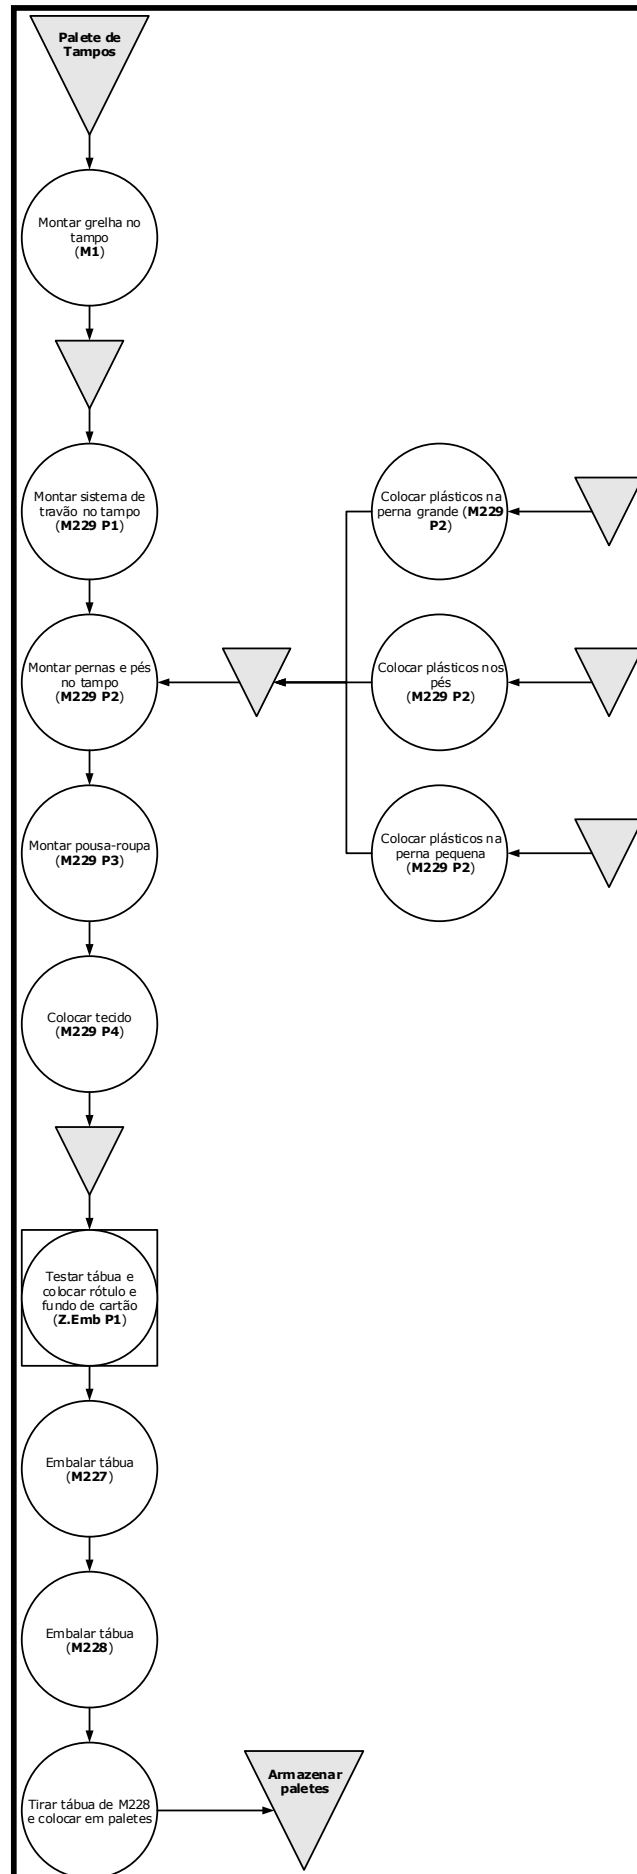 Palete de
Tampos
Montar grelha no
tampo
(M1)
Montar sistema de
travão no tampo
(M229 P1)
Colocar plásticos na
perna grande (M229
P2)
Montar pernas e pés
no tampo
(M229 P2)
Colocar plásticos nos
pés
(M229 P2)
Montar pousa-roupa
(M229 P3)
Colocar plásticos na
perna pequena
(M229 P2)
Colocar tecido
(M229 P4)
Testar tábua e
colocar rótulo e
fundo de cartão
(Z.Emb P1)
Embalar tábua
(M227)
Embalar tábua
(M228)
Tirar tábua de M228
e colocar em paletes
Armazenar
paletes